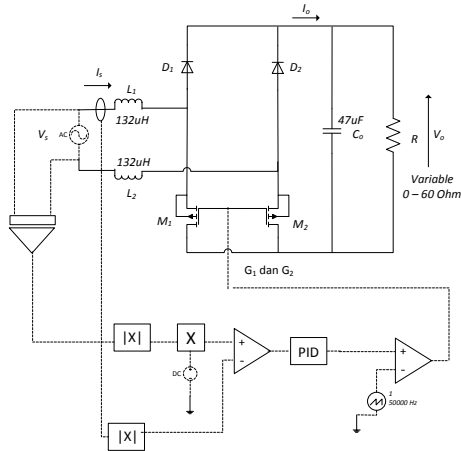 I_o
D_1
D_2
I_s
L_1
132uH
V_s
AC
132uH
L_2
47uF
C_o
R
V_o
Variable
0 – 60 Ohm
M_1
M_2
G_1 dan G_2
|X|
X
+
-
PID
+
-
DC
1
50000 Hz
|X|